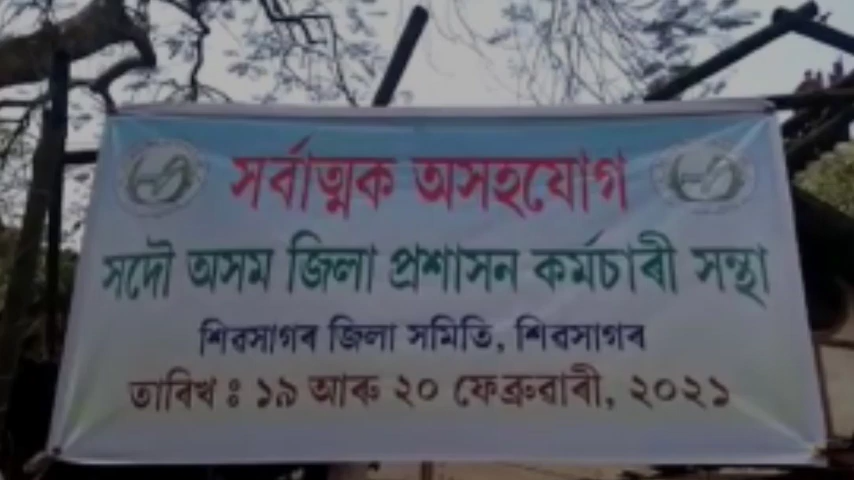 সৰ্বাত্মক অসহযোগ
সদৌ অসম জিলা প্ৰশাসন কৰ্মচাৰী সন্থা
শিৱসাগৰ জিলা সমিতি, শিৱসাগৰ
তাৰিখ : ১৯ আৰু ২০ ফেব্ৰুৱাৰী, ২০২১